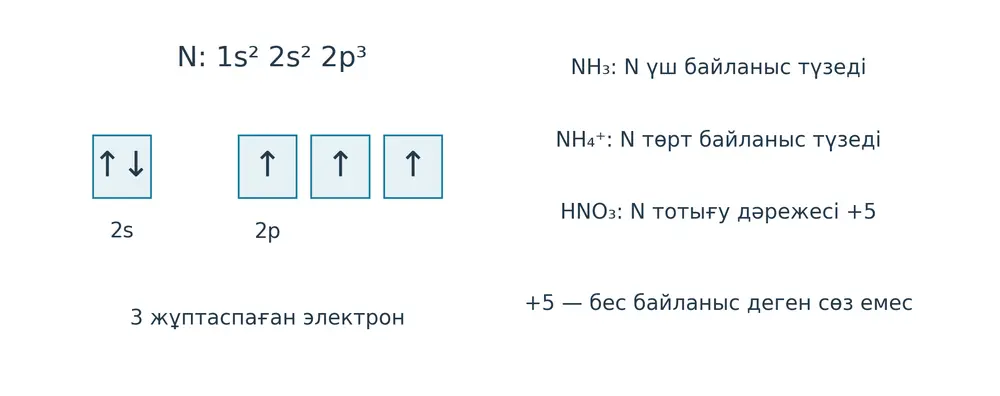 N: 1s² 2s² 2p³
↑↓ ↑ ↑ ↑
2s 2p
3 жұптаспаған электрон
NH₃: N үш байланыс түзеді
NH₄⁺: N төрт байланыс түзеді
HNO₃: N тотығу дәрежесі +5
+5 — бес байланыс деген сөз емес